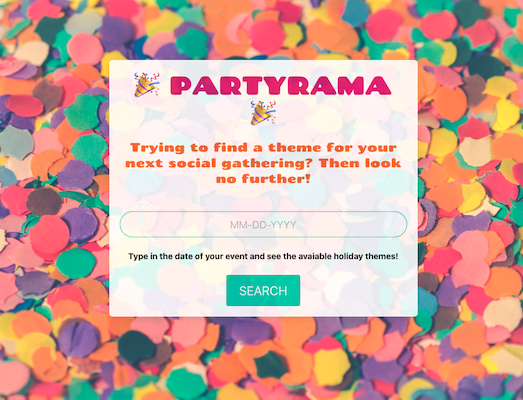 🎉 PARTYRAMA
🎉
Trying to find a theme for your
next social gathering? Then look
no further!
MM-DD-YYYY
Type in the date of your event and see the avaiable holiday themes!
SEARCH